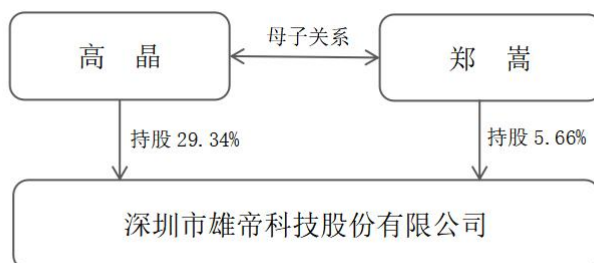 母子关系
高 晶
郑 嵩
持股 29.34%
持股 5.66%
深圳市雄帝科技股份有限公司